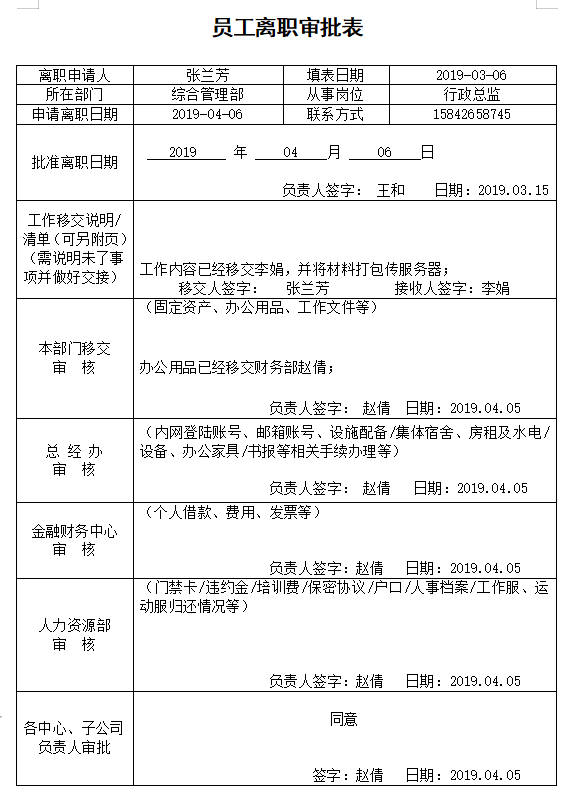 员工离职审批表
离职申请人 张兰芳 填表日期 2019-03-06
所在部门 综合管理部 从事岗位 行政总监
申请离职日期 2019-04-06 联系方式 15842658745
批准离职日期
2019 年 04 月 06 日
负责人签字: 王和 日期:2019.03.15
工作移交说明/
清单(可另附页)
(需说明未了事
项并做好交接)
工作内容已经移交李娟,并将材料打包传服务器;
移交人签字: 张兰芳 接收人签字:李娟
本部门移交
审 核
(固定资产、办公用品、工作文件等)
办公用品已经移交财务部赵倩;
负责人签字: 赵倩 日期:2019.04.05
总 经 办
审 核
(内网登陆账号、邮箱账号、设施配备/集体宿舍、房租及水电/
设备、办公家具/书报等相关手续办理等)
负责人签字: 赵倩 日期:2019.04.05
金融财务中心
审 核
(个人借款、费用、发票等)
负责人签字:赵倩 日期:2019.04.05
人力资源部
审 核
(门禁卡/违约金/培训费/保密协议/户口/人事档案/工作服、运
动服归还情况等)
负责人签字:赵倩 日期:2019.04.05
各中心、子公司
负责人审批
同意
签字:赵倩 日期:2019.04.05